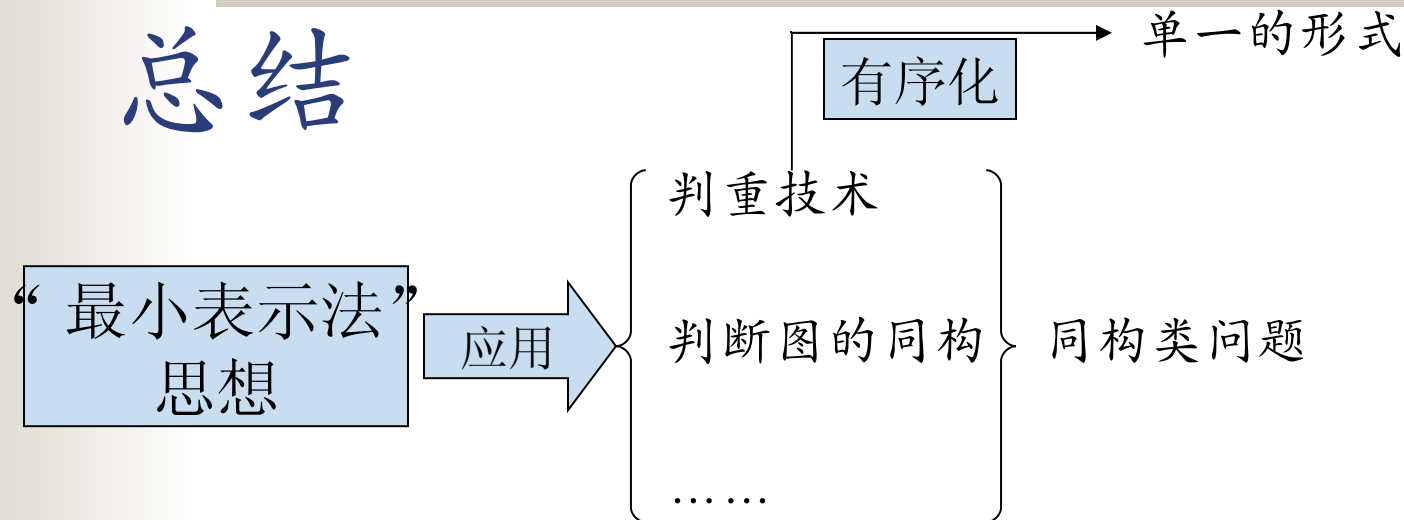 总结
单一的形式
有序化
判重技术
“最小表示法”
思想
应用
判断图的同构
同构类问题
……